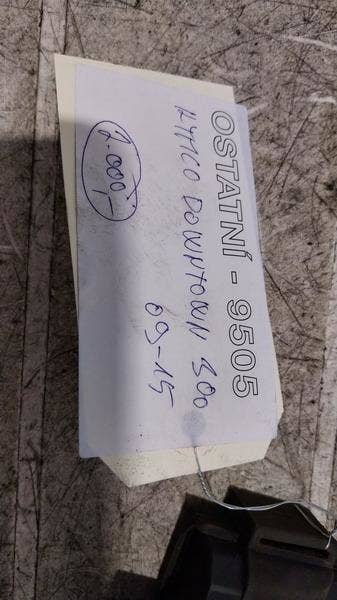 OSTATNÍ - 9505
KYMCO DOWNTOWN 300
09-15
2.000,-